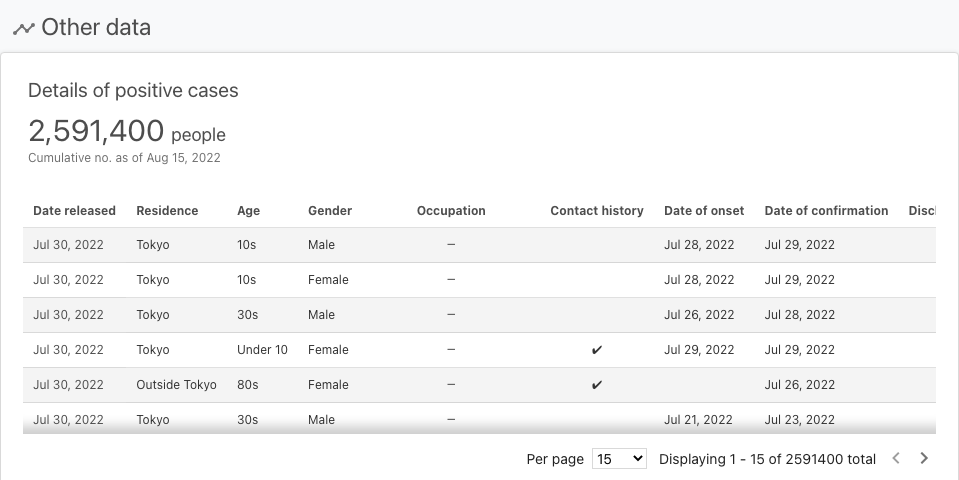 Other data
Details of positive cases
2,591,400 people
Cumulative no. as of Aug 15, 2022
Date released Residence Age Gender Occupation Contact history Date of onset Date of confirmation Discl
Jul 30, 2022 Tokyo 10s Male – Jul 28, 2022 Jul 29, 2022
Jul 30, 2022 Tokyo 10s Female – Jul 28, 2022 Jul 29, 2022
Jul 30, 2022 Tokyo 30s Male – Jul 26, 2022 Jul 28, 2022
Jul 30, 2022 Tokyo Under 10 Female – ✔ Jul 29, 2022 Jul 29, 2022
Jul 30, 2022 Outside Tokyo 80s Female – ✔ Jul 26, 2022
Jul 30, 2022 Tokyo 30s Male – Jul 21, 2022 Jul 23, 2022
Per page 15 Displaying 1 - 15 of 2591400 total